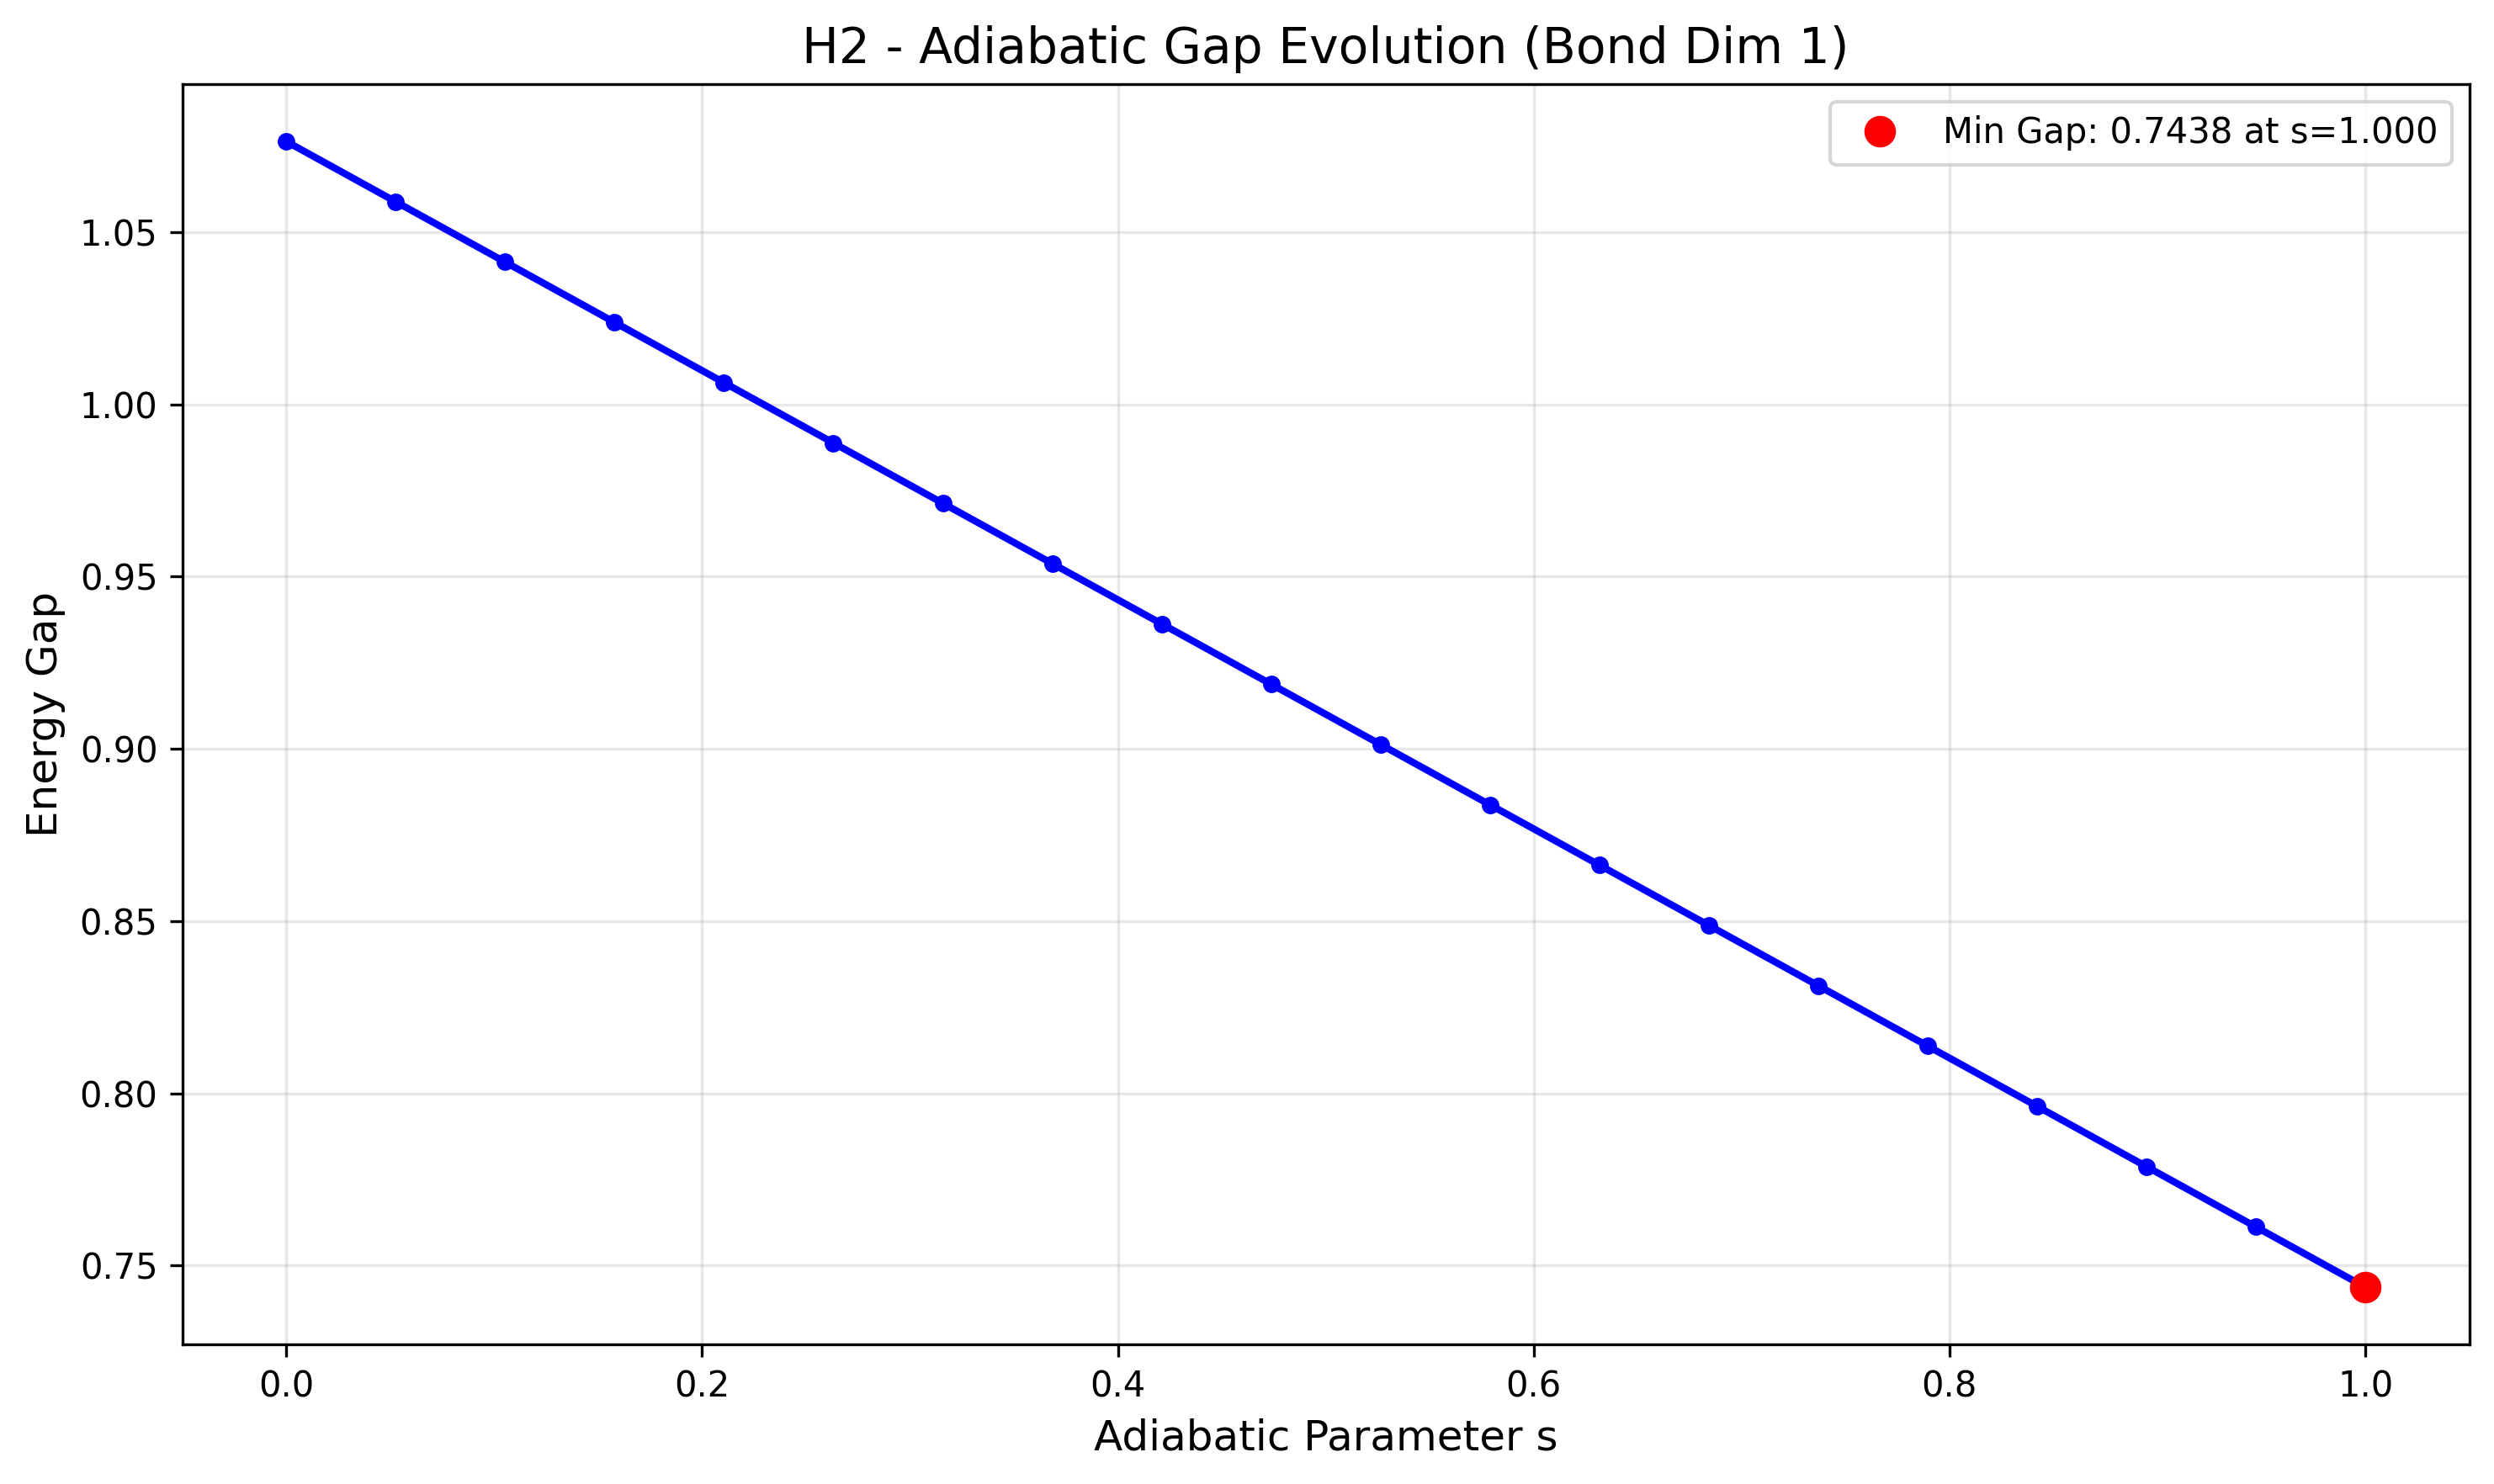 H2 - Adiabatic Gap Evolution (Bond Dim 1)
Min Gap: 0.7438 at s=1.000
Energy Gap
1.05
1.00
0.95
0.90
0.85
0.80
0.75
0.0 0.2 0.4 0.6 0.8 1.0
Adiabatic Parameter s